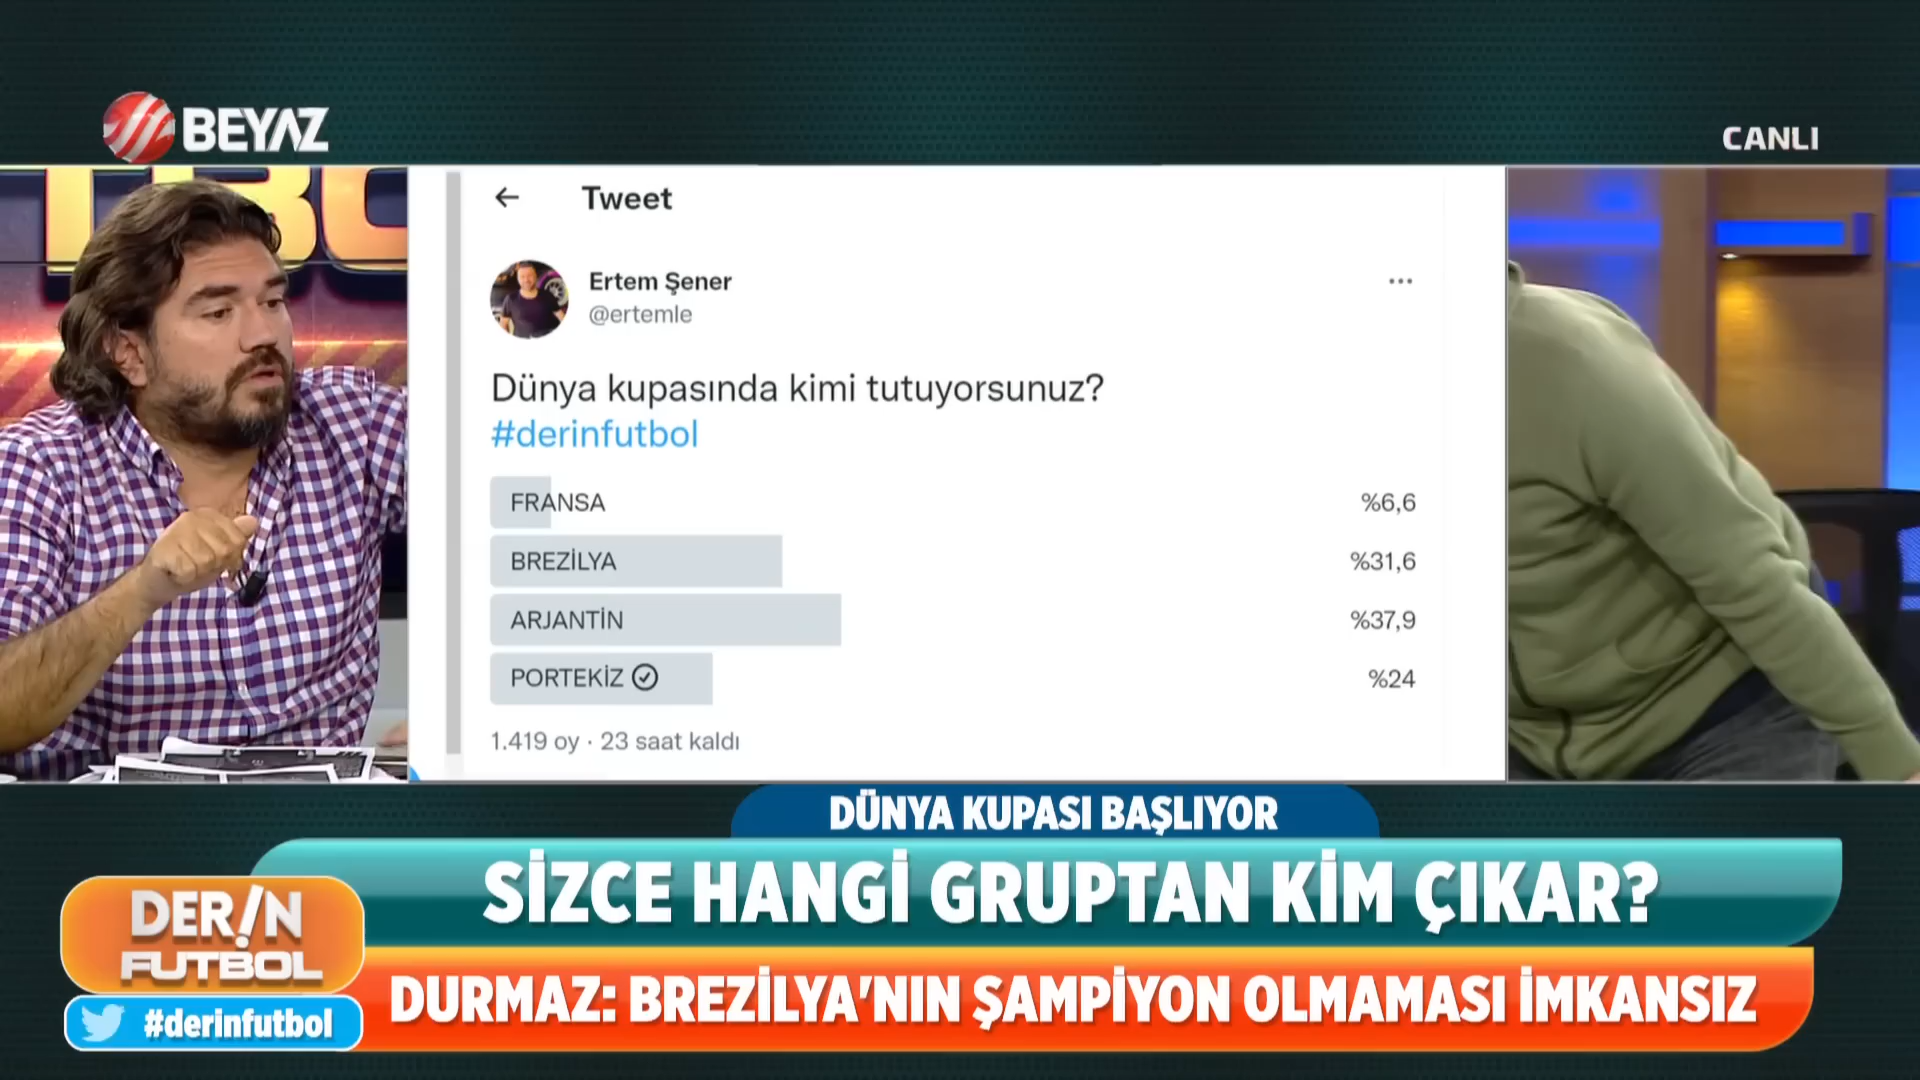 BEYAZ
CANLI
TBO
Tweet
Ertem Şener
@ertemle
Dünya kupasında kimi tutuyorsunuz?
#derinfutbol
FRANSA %6,6
BREZİLYA %31,6
ARJANTİN %37,9
PORTEKİZ %24
1.419 oy · 23 saat kaldı
DÜNYA KUPASI BAŞLIYOR
SİZCE HANGİ GRUPTAN KİM ÇIKAR?
DERİN
FUTBOL
DURMAZ: BREZİLYA'NIN ŞAMPİYON OLMAMASI İMKANSIZ
#derinfutbol